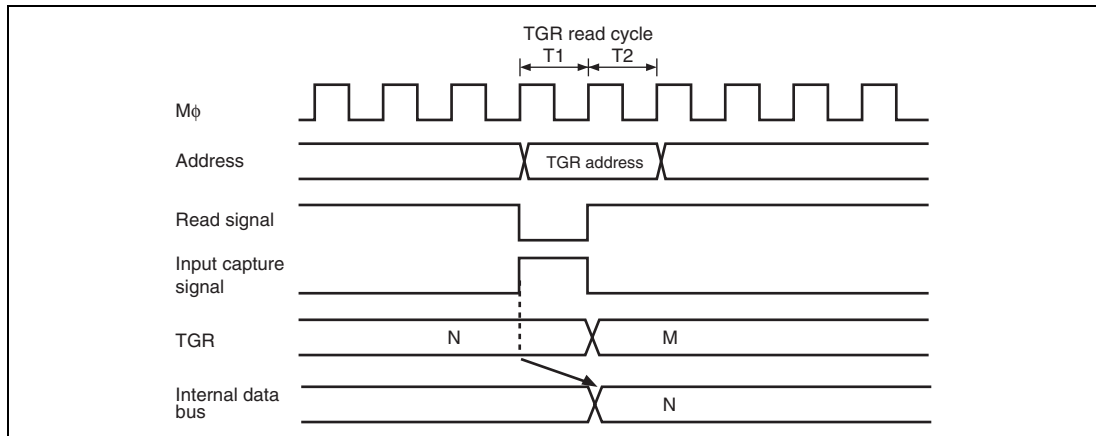 TGR read cycle
T1 T2
Mϕ
Address
TGR address
Read signal
Input capture
signal
TGR
N M
Internal data
bus
N